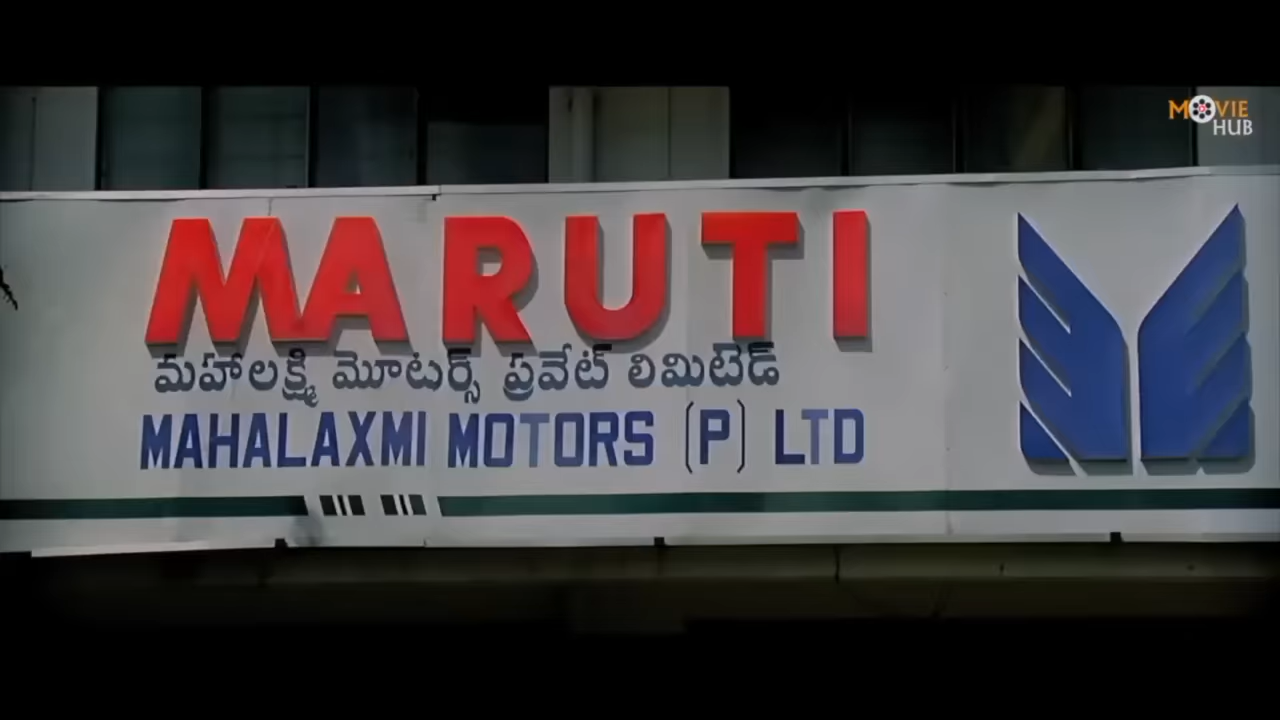 MOVIE
HUB
MARUTI
మహాలక్ష్మి మోటర్స్ ప్రవేట్ లిమిటెడ్
MAHALAXMI MOTORS (P) LTD